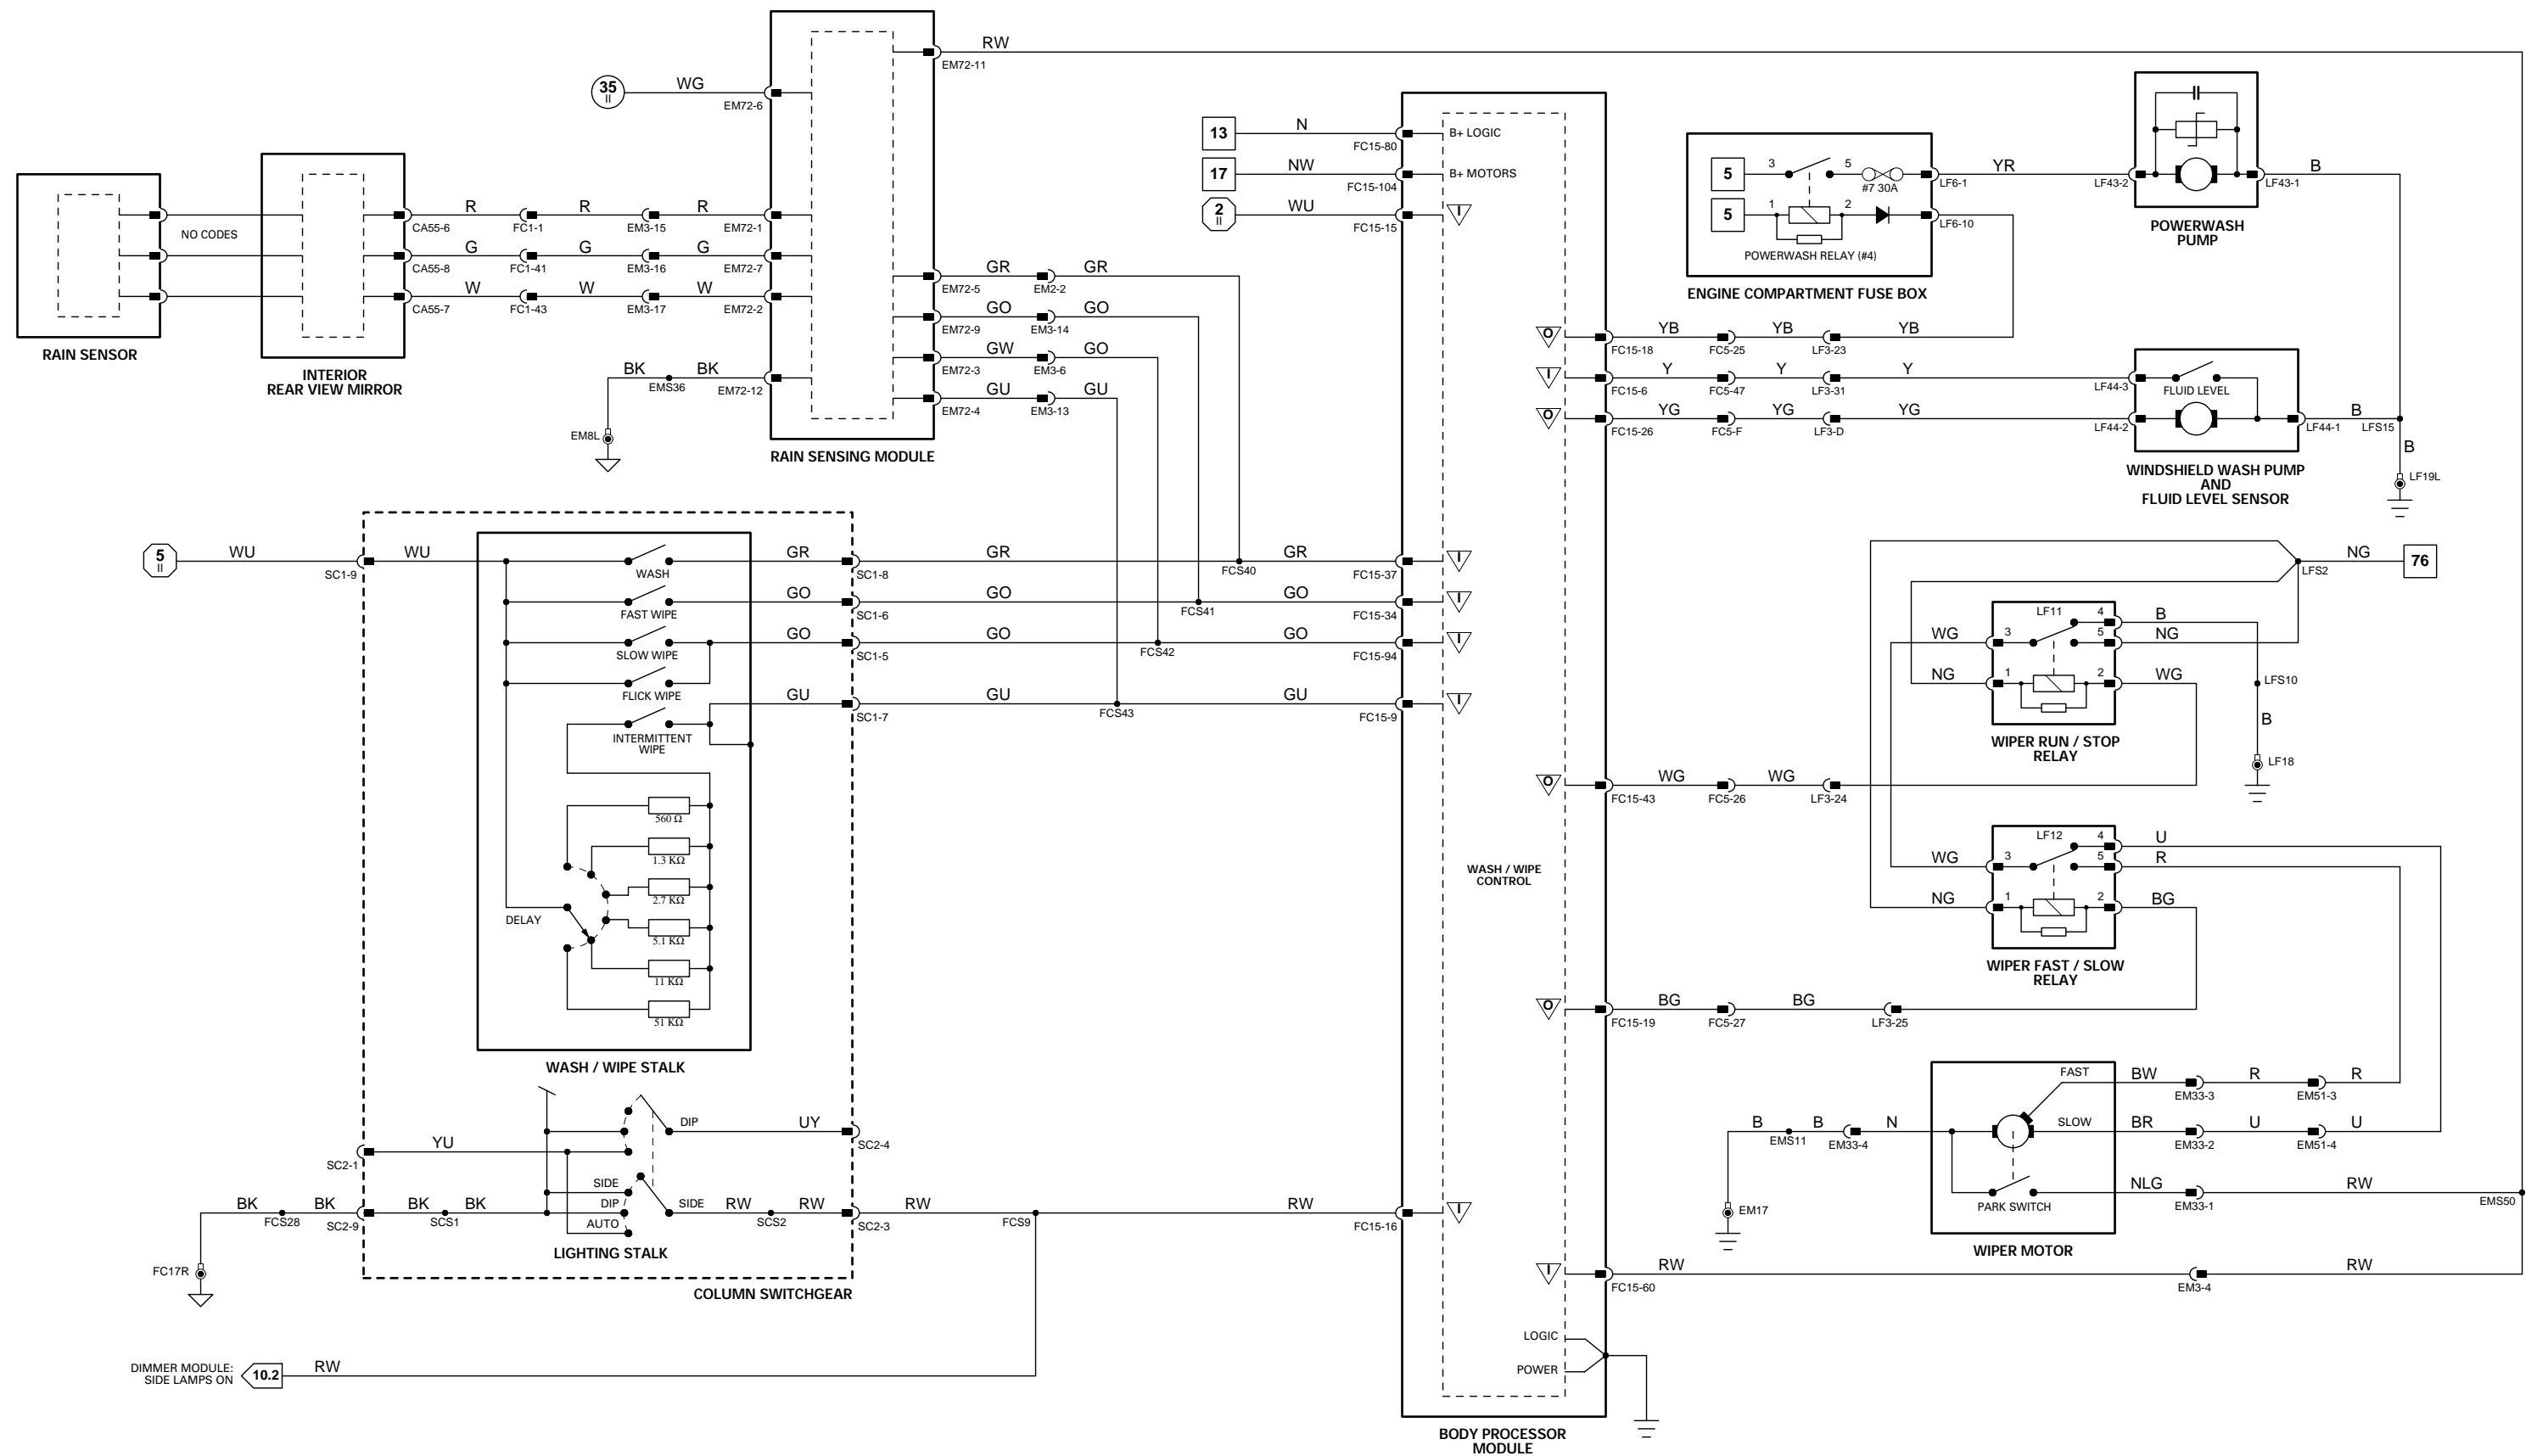 RW
EM72-11
35
II
WG
EM72-6
RAIN SENSOR
NO CODES
INTERIOR
REAR VIEW MIRROR
CA55-6
R
FC1-1
R
EM3-15
R
EM72-1
CA55-8
G
FC1-41
G
EM3-16
G
EM72-7
CA55-7
W
FC1-43
W
EM3-17
W
EM72-2
EM72-5
GR
EM2-2
GR
EM72-9
GO
EM3-14
GO
EM72-3
GW
EM3-6
GO
EM72-4
GU
EM3-13
GU
BK
EMS36
BK
EM72-12
EM8L
RAIN SENSING MODULE
13
N
FC15-80
B+ LOGIC
17
NW
FC15-104
B+ MOTORS
2
II
WU
FC15-15
I
5
3
5
#7 30A
LF6-1
YR
LF43-2
B
LF43-1
5
1
2
LF6-10
POWERWASH RELAY (#4)
ENGINE COMPARTMENT FUSE BOX
POWERWASH
PUMP
O
FC15-18
YB
FC5-25
YB
LF3-23
YB
I
FC15-6
Y
FC5-47
Y
LF3-31
Y
LF44-3
FLUID LEVEL
O
FC15-26
YG
FC5-F
YG
LF3-D
YG
LF44-2
LF44-1
B
LFS15
B
LF19L
WINDSHIELD WASH PUMP
AND
FLUID LEVEL SENSOR
5
II
WU
SC1-9
WU
WASH
GR
SC1-8
GR
FCS40
GR
FC15-37
I
FAST WIPE
GO
SC1-6
GO
FCS41
GO
FC15-34
I
SLOW WIPE
GO
SC1-5
GO
FCS42
GO
FC15-94
I
FLICK WIPE
INTERMITTENT
WIPE
GU
SC1-7
GU
FCS43
GU
FC15-9
I
560 Ω
1.3 KΩ
2.7 KΩ
5.1 KΩ
11 KΩ
51 KΩ
DELAY
WASH / WIPE STALK
LFS2
NG
76
LF11
WG
3
4
B
5
NG
NG
1
2
WG
LFS10
B
LF18
WIPER RUN / STOP
RELAY
O
FC15-43
WG
FC5-26
WG
LF3-24
WASH / WIPE
CONTROL
LF12
WG
3
4
U
5
R
NG
1
2
BG
WIPER FAST / SLOW
RELAY
O
FC15-19
BG
FC5-27
BG
LF3-25
DIP
UY
SC2-4
YU
SC2-1
SIDE
DIP
AUTO
SIDE
BK
FCS28
BK
SC2-9
BK
SCS1
BK
RW
SCS2
RW
SC2-3
RW
FCS9
RW
FC15-16
I
FC17R
LIGHTING STALK
COLUMN SWITCHGEAR
FAST
BW
EM33-3
R
EM51-3
R
B
EMS11
B
EM33-4
N
SLOW
BR
EM33-2
U
EM51-4
U
EM17
PARK SWITCH
NLG
EM33-1
RW
EMS50
WIPER MOTOR
I
FC15-60
RW
EM3-4
RW
LOGIC
POWER
DIMMER MODULE:
SIDE LAMPS ON
10.2
RW
BODY PROCESSOR
MODULE